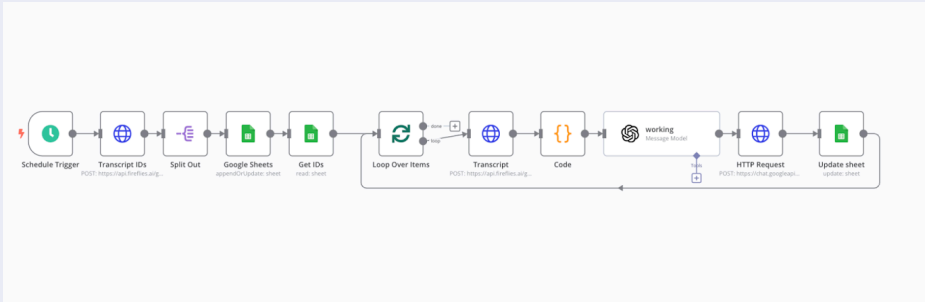 done
loop
working
Message Model
Tools
Schedule Trigger
Transcript IDs
POST: https://api.fireflies.ai/g...
Split Out
Google Sheets
appendOrUpdate: sheet
Get IDs
read: sheet
Loop Over Items
Transcript
POST: https://api.fireflies.ai/g...
Code
HTTP Request
POST: https://chat.googleapi...
Update sheet
update: sheet